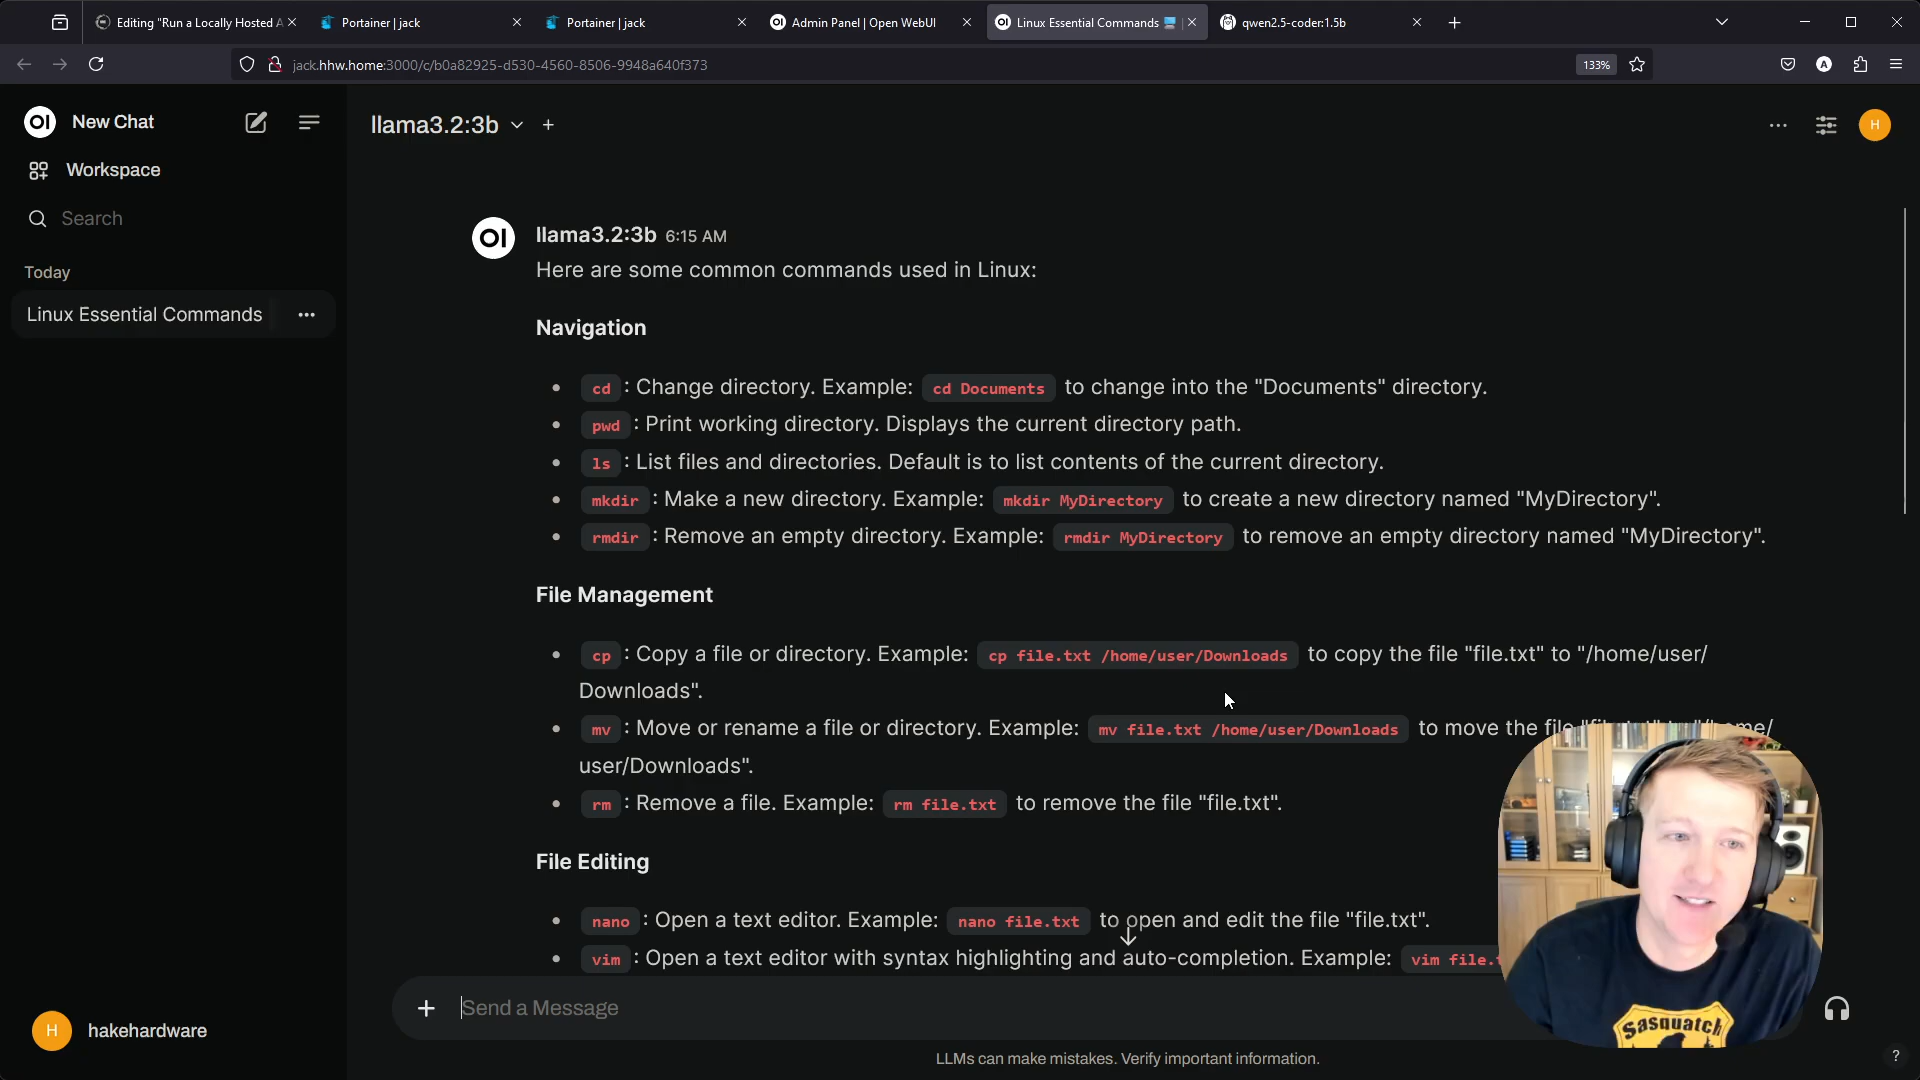 Editing "Run a Locally Hosted A
Portainer | jack
Portainer | jack
OI Admin Panel | Open WebUI
OI Linux Essential Commands
qwen2.5-coder:1.5b
jack.hhw.home:3000/c/b0a82925-d530-4560-8506-9948a640f373
133%
A
OI New Chat
Workspace
Search
Today
Linux Essential Commands
llama3.2:3b
H
OI
llama3.2:3b 6:15 AM
Here are some common commands used in Linux:
Navigation
cd : Change directory. Example: cd Documents to change into the "Documents" directory.
pwd : Print working directory. Displays the current directory path.
ls : List files and directories. Default is to list contents of the current directory.
mkdir : Make a new directory. Example: mkdir MyDirectory to create a new directory named "MyDirectory".
rmdir : Remove an empty directory. Example: rmdir MyDirectory to remove an empty directory named "MyDirectory".
File Management
cp : Copy a file or directory. Example: cp file.txt /home/user/Downloads to copy the file "file.txt" to "/home/user/
Downloads".
mv : Move or rename a file or directory. Example: mv file.txt /home/user/Downloads to move the file
user/Downloads".
rm : Remove a file. Example: rm file.txt to remove the file "file.txt".
File Editing
nano : Open a text editor. Example: nano file.txt to open and edit the file "file.txt".
vim : Open a text editor with syntax highlighting and auto-completion. Example: vim file.
Send a Message
Sasquatch
H hakehardware
LLMs can make mistakes. Verify important information.
?